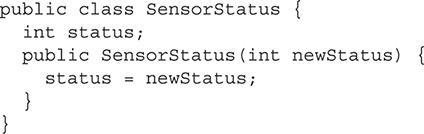 public class SensorStatus {
  int status;
  public SensorStatus(int newStatus) {
    status = newStatus;
  }
}